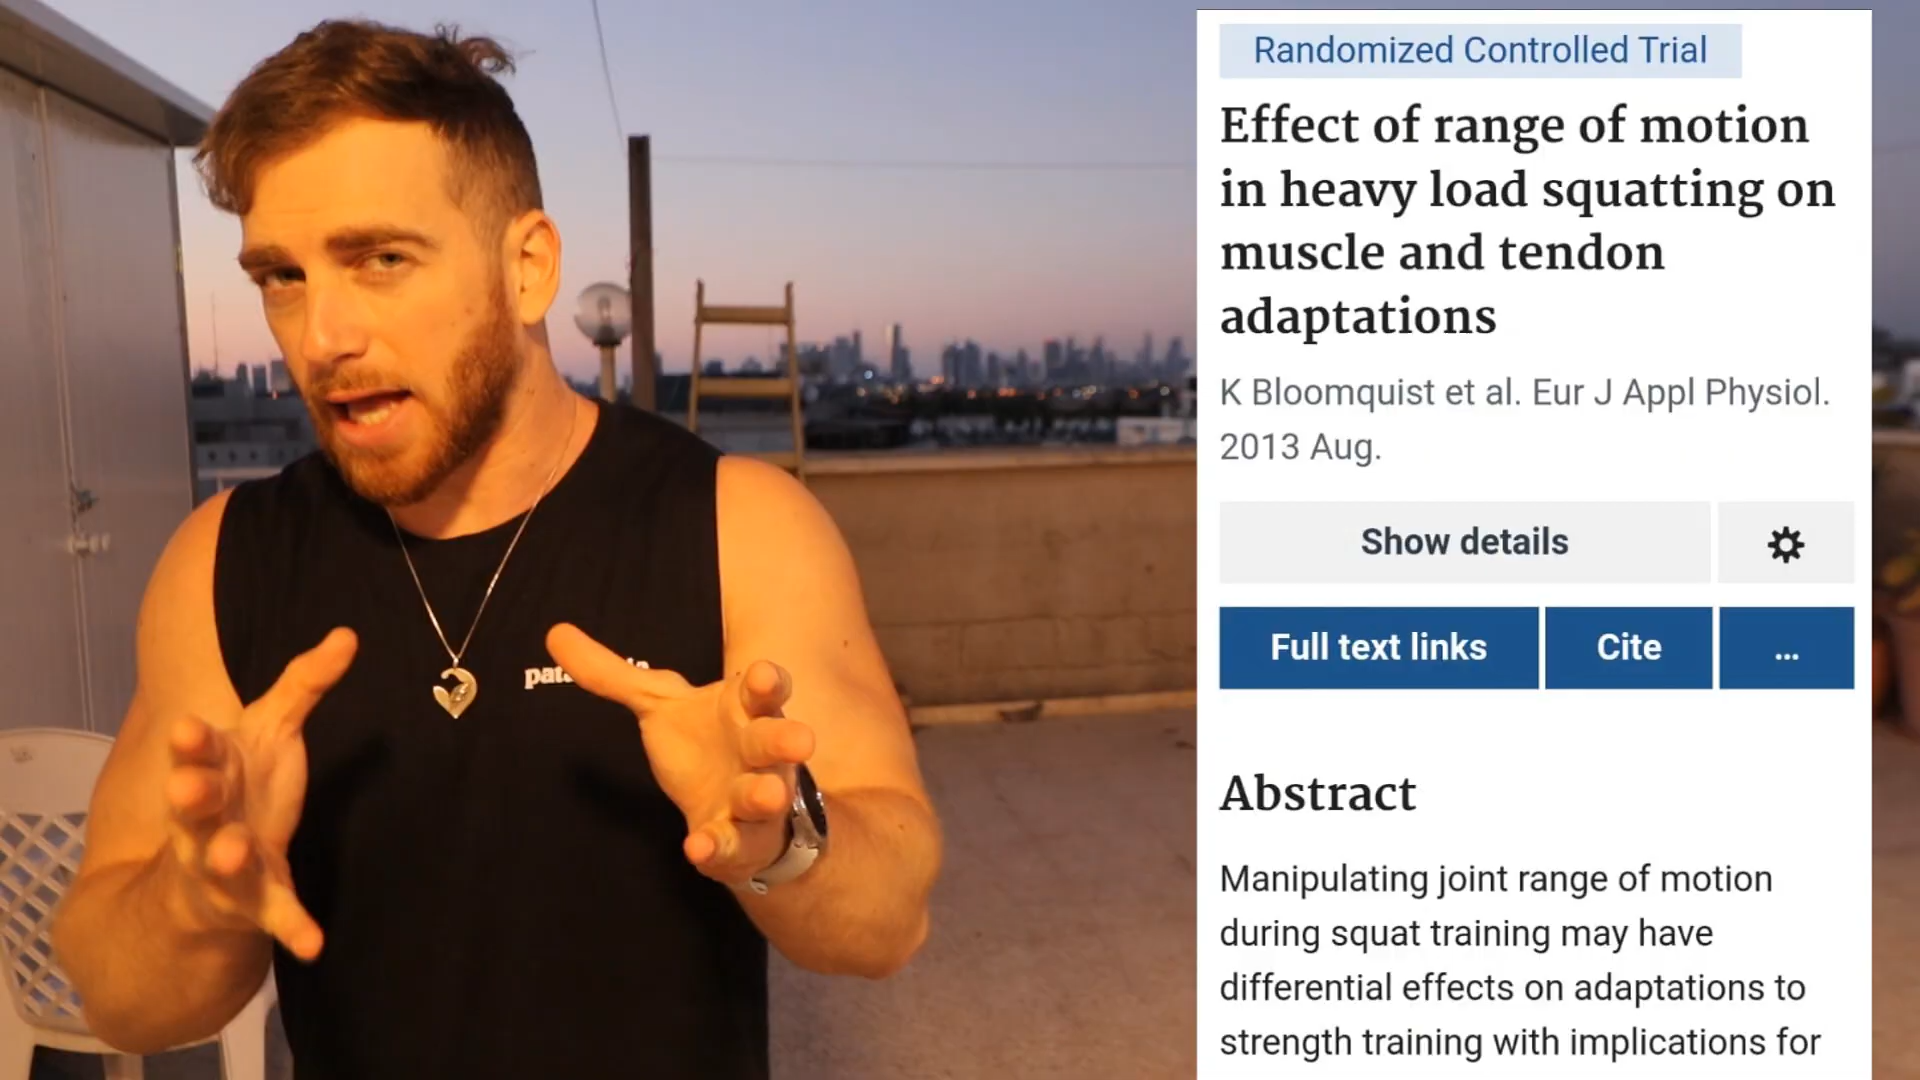 Randomized Controlled Trial
Effect of range of motion
in heavy load squatting on
muscle and tendon
adaptations
K Bloomquist et al. Eur J Appl Physiol.
2013 Aug.
Show details
Full text links
Cite
...
Abstract
Manipulating joint range of motion
during squat training may have
differential effects on adaptations to
strength training with implications for